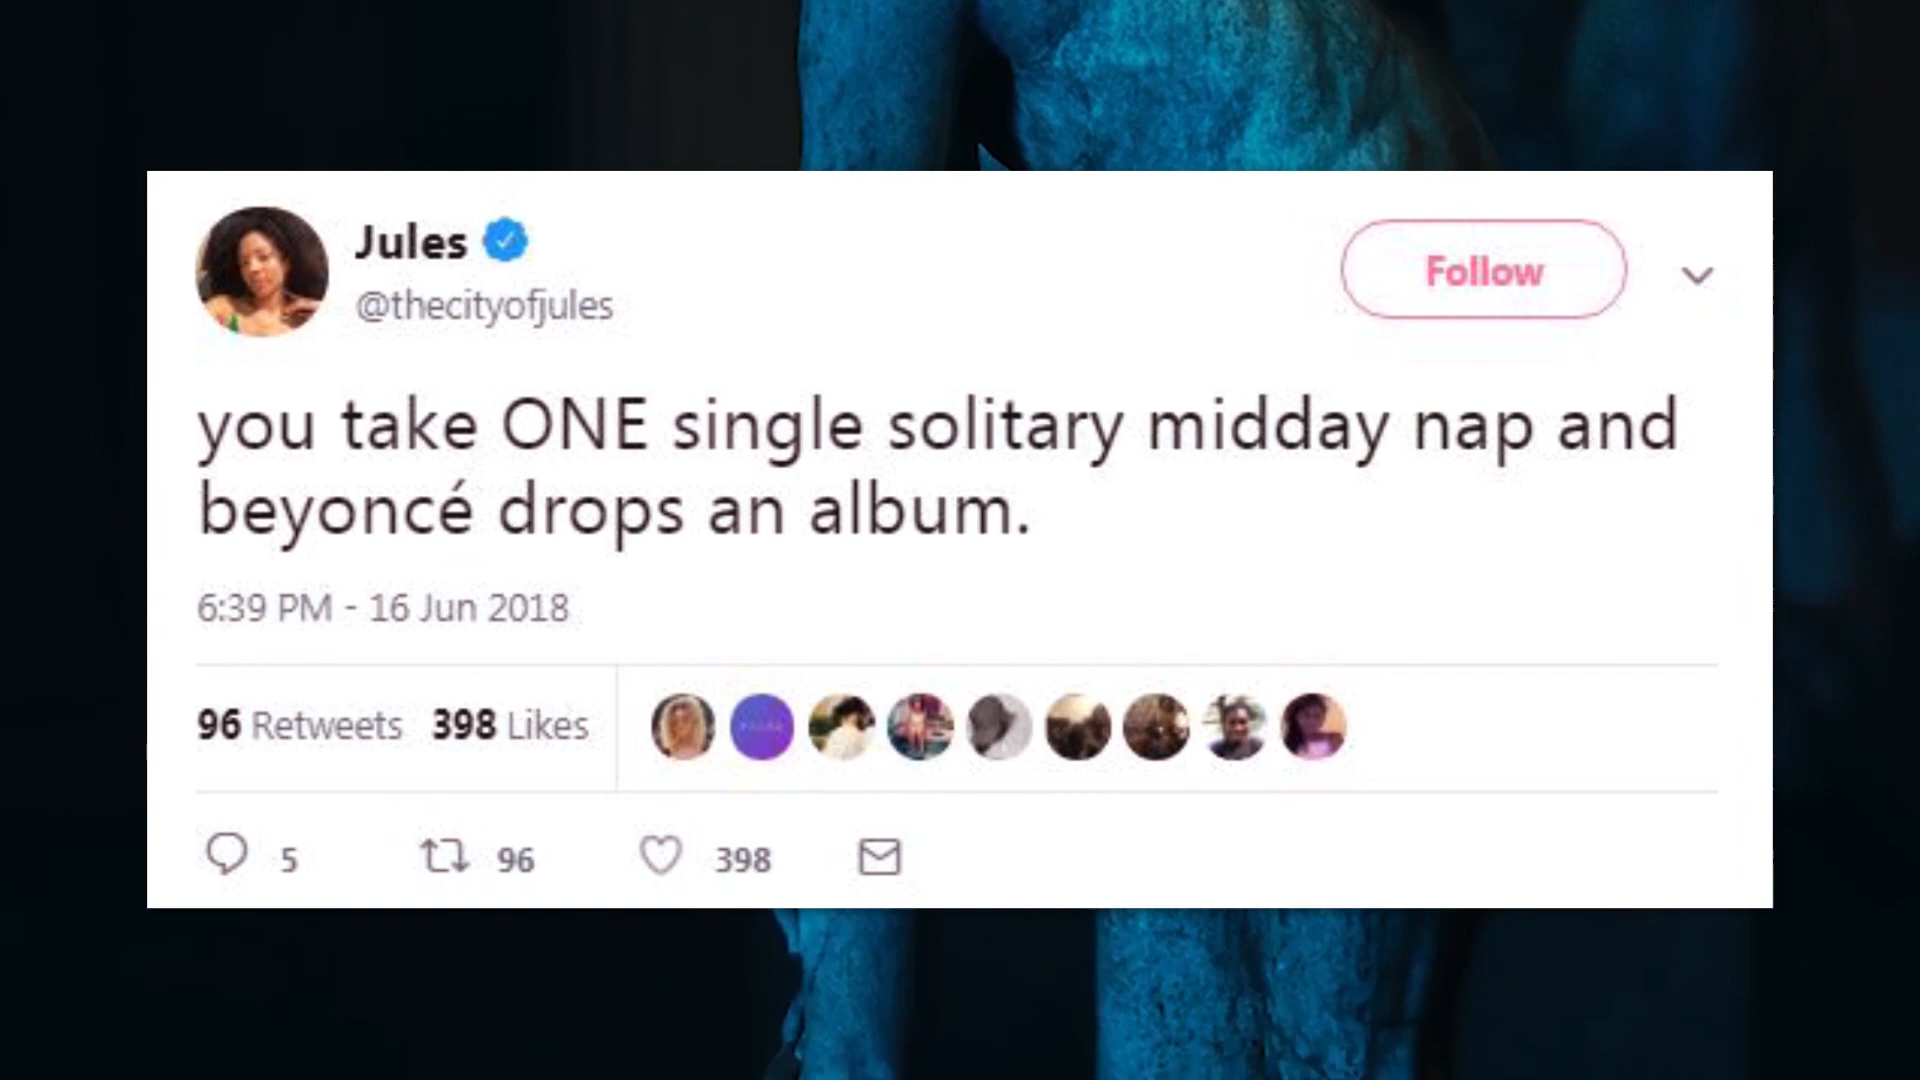 Jules
@thecityofjules
Follow
you take ONE single solitary midday nap and
beyoncé drops an album.
6:39 PM - 16 Jun 2018
96 Retweets 398 Likes
5 96 398